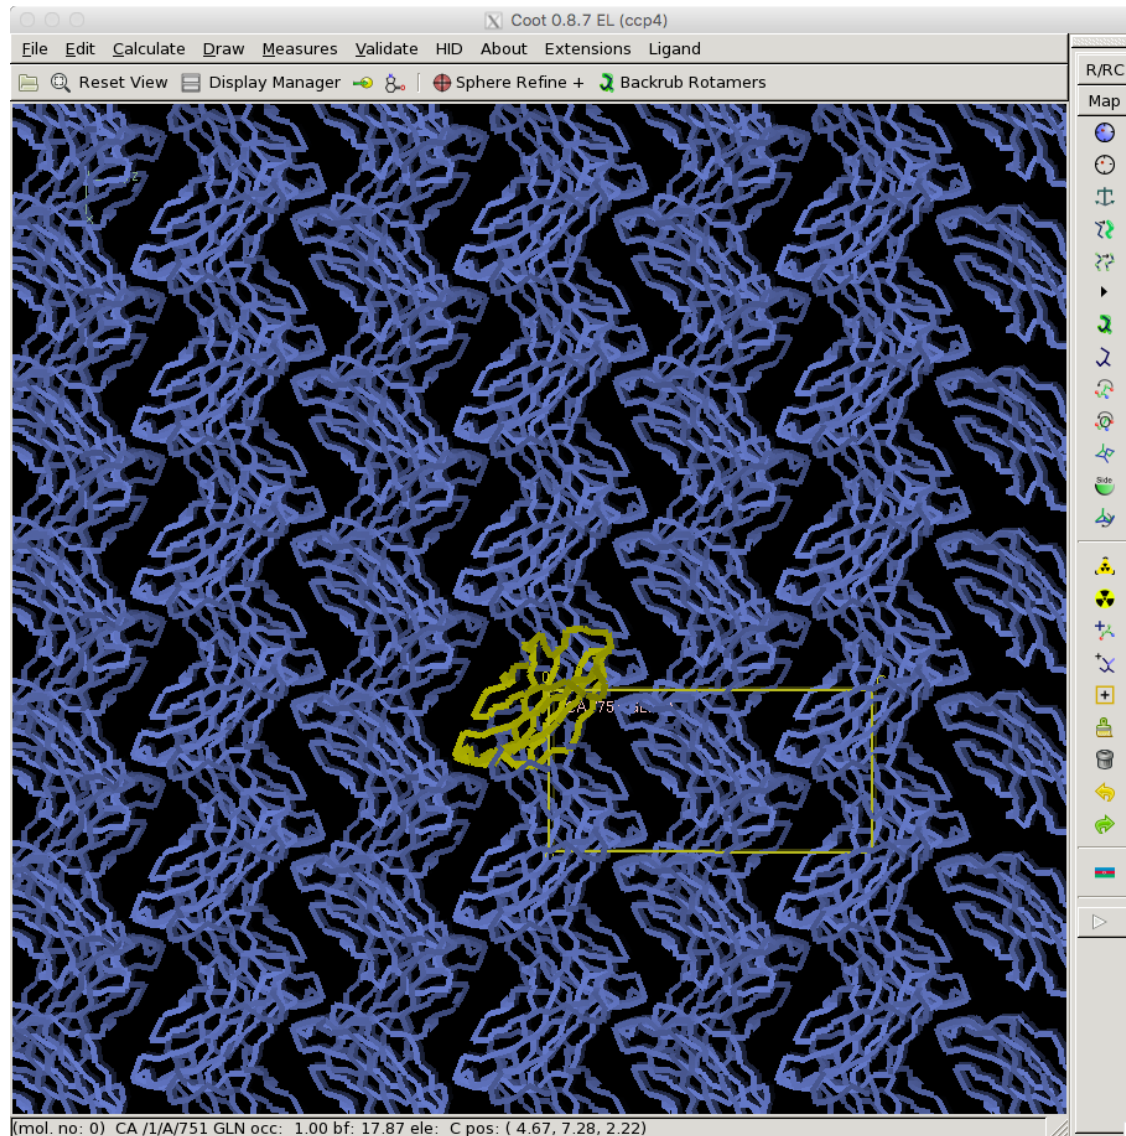 Coot 0.8.7 EL (ccp4)
File Edit Calculate Draw Measures Validate HID About Extensions Ligand
Reset View Display Manager Sphere Refine + Backrub Rotamers
R/RC
Map
Side
(mol. no: 0) CA /1/A/751 GLN occ: 1.00 bf: 17.87 ele: C pos: ( 4.67, 7.28, 2.22)